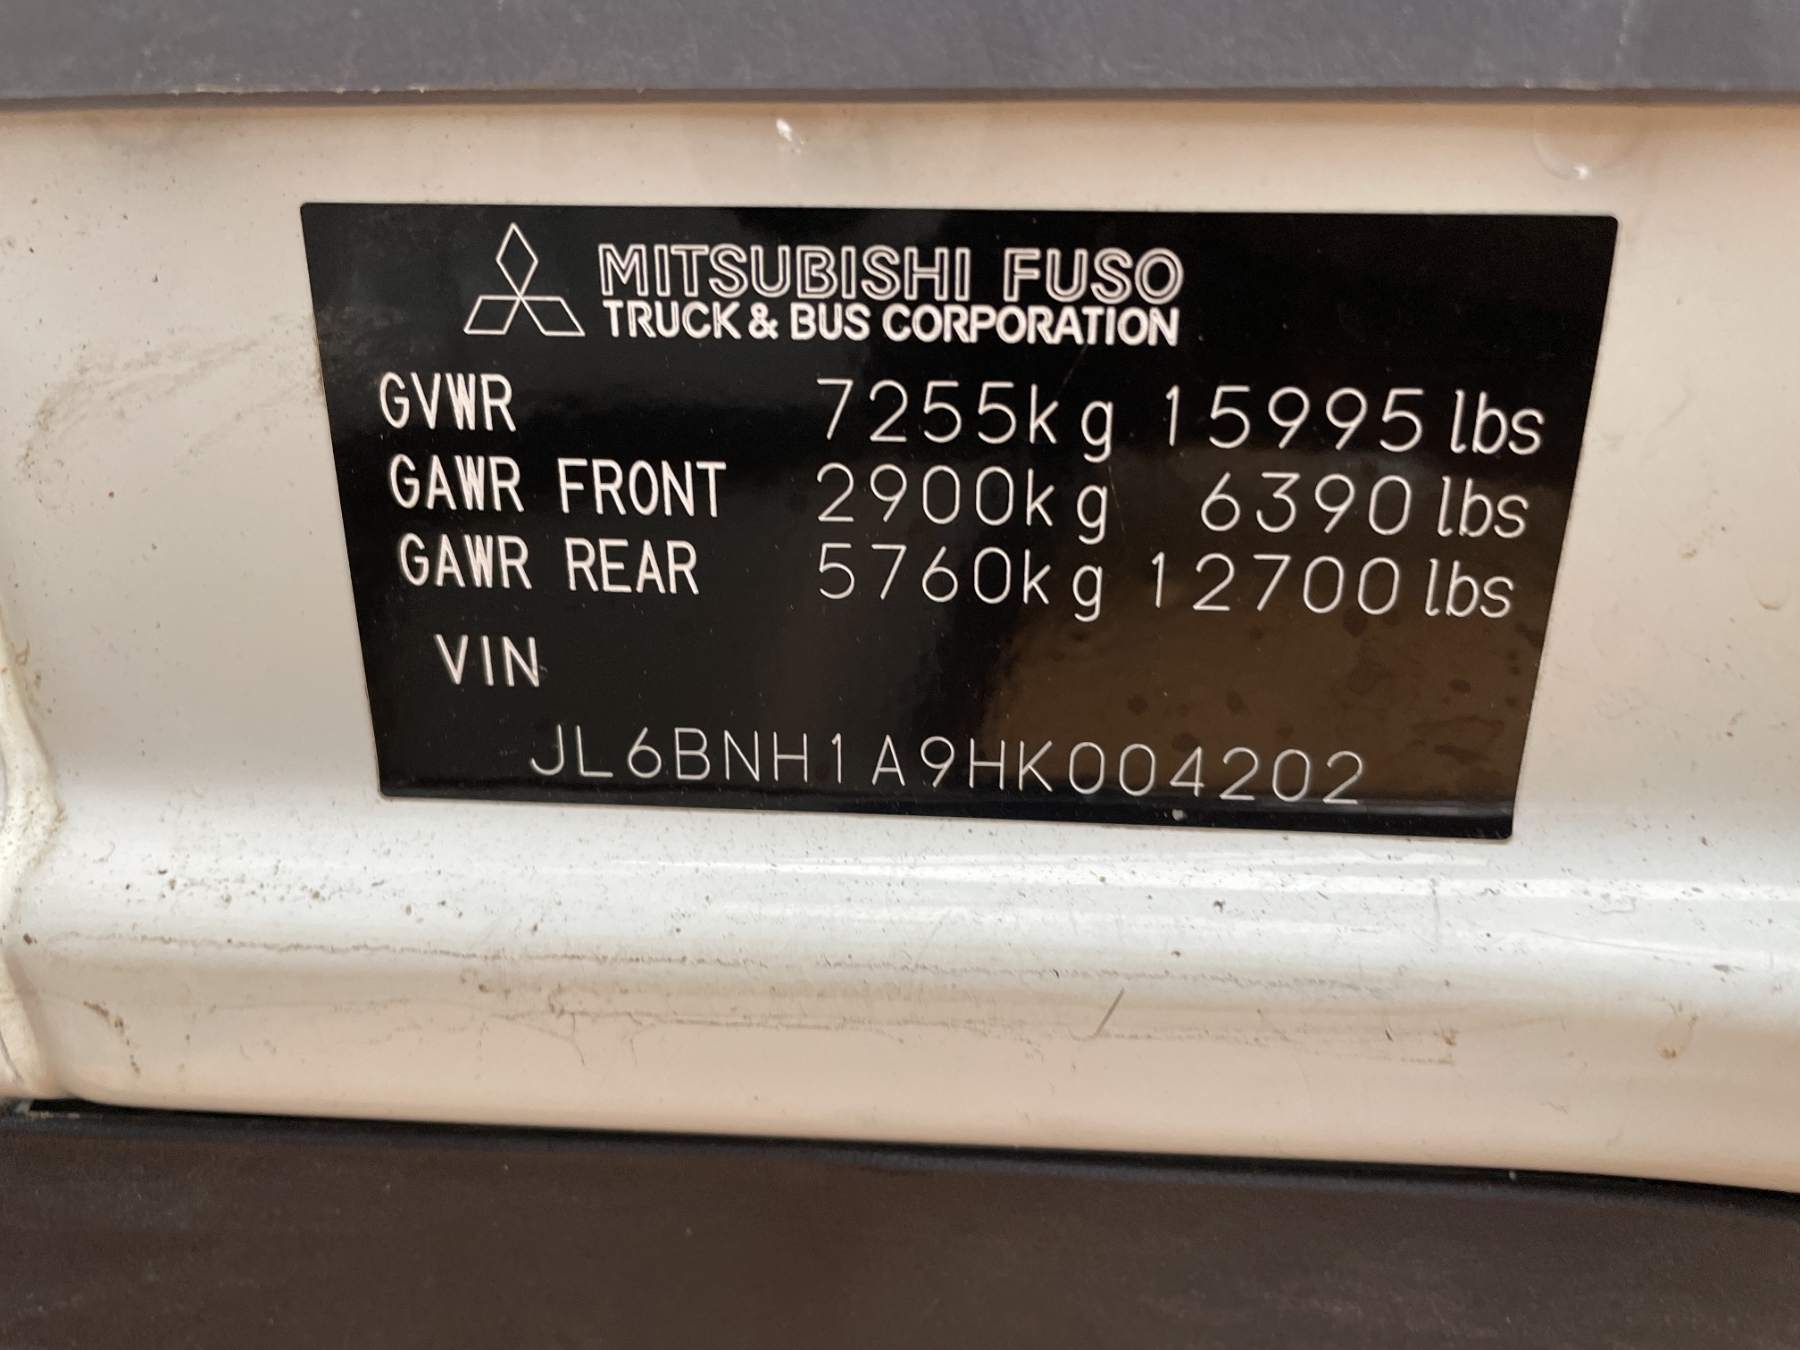 MITSUBISHI FUSO
TRUCK & BUS CORPORATION
GVWR 7255kg 15995 lbs
GAWR FRONT 2900kg 6390 lbs
GAWR REAR 5760kg 12700 lbs
VIN
JL6BNH1A9HK004202